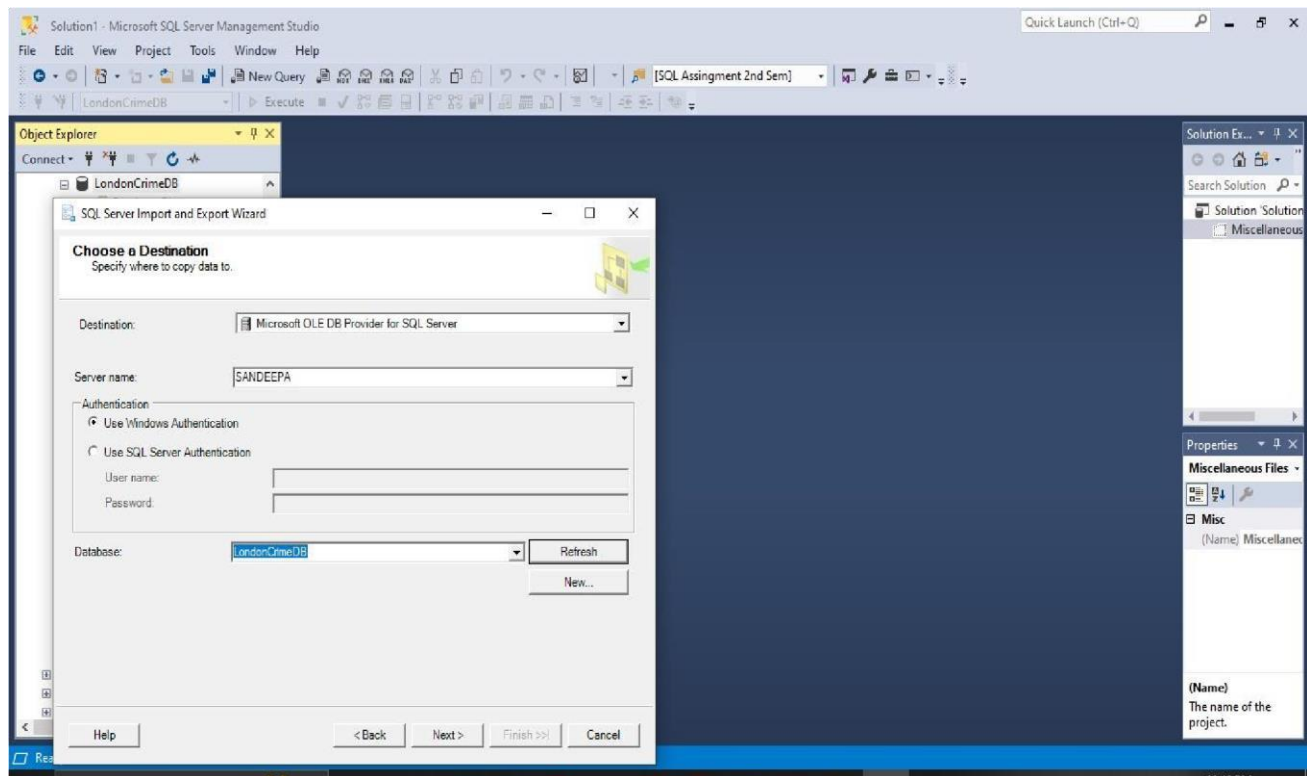 Solution1 - Microsoft SQL Server Management Studio
Quick Launch (Ctrl+Q)
File Edit View Project Tools Window Help
New Query
[SQL Assingment 2nd Sem]
LondonCrimeDB
Execute
Object Explorer
Connect
LondonCrimeDB
SQL Server Import and Export Wizard
Choose a Destination
Specify where to copy data to.
Destination: Microsoft OLE DB Provider for SQL Server
Server name: SANDEEPA
Authentication
Use Windows Authentication
Use SQL Server Authentication
User name:
Password:
Database: LondonCrimeDB Refresh
New...
Help < Back Next > Finish >>| Cancel
Solution Ex...
Search Solution
Solution 'Solution
Miscellaneous
Properties
Miscellaneous Files
Misc
(Name) Miscellanec
(Name)
The name of the
project.